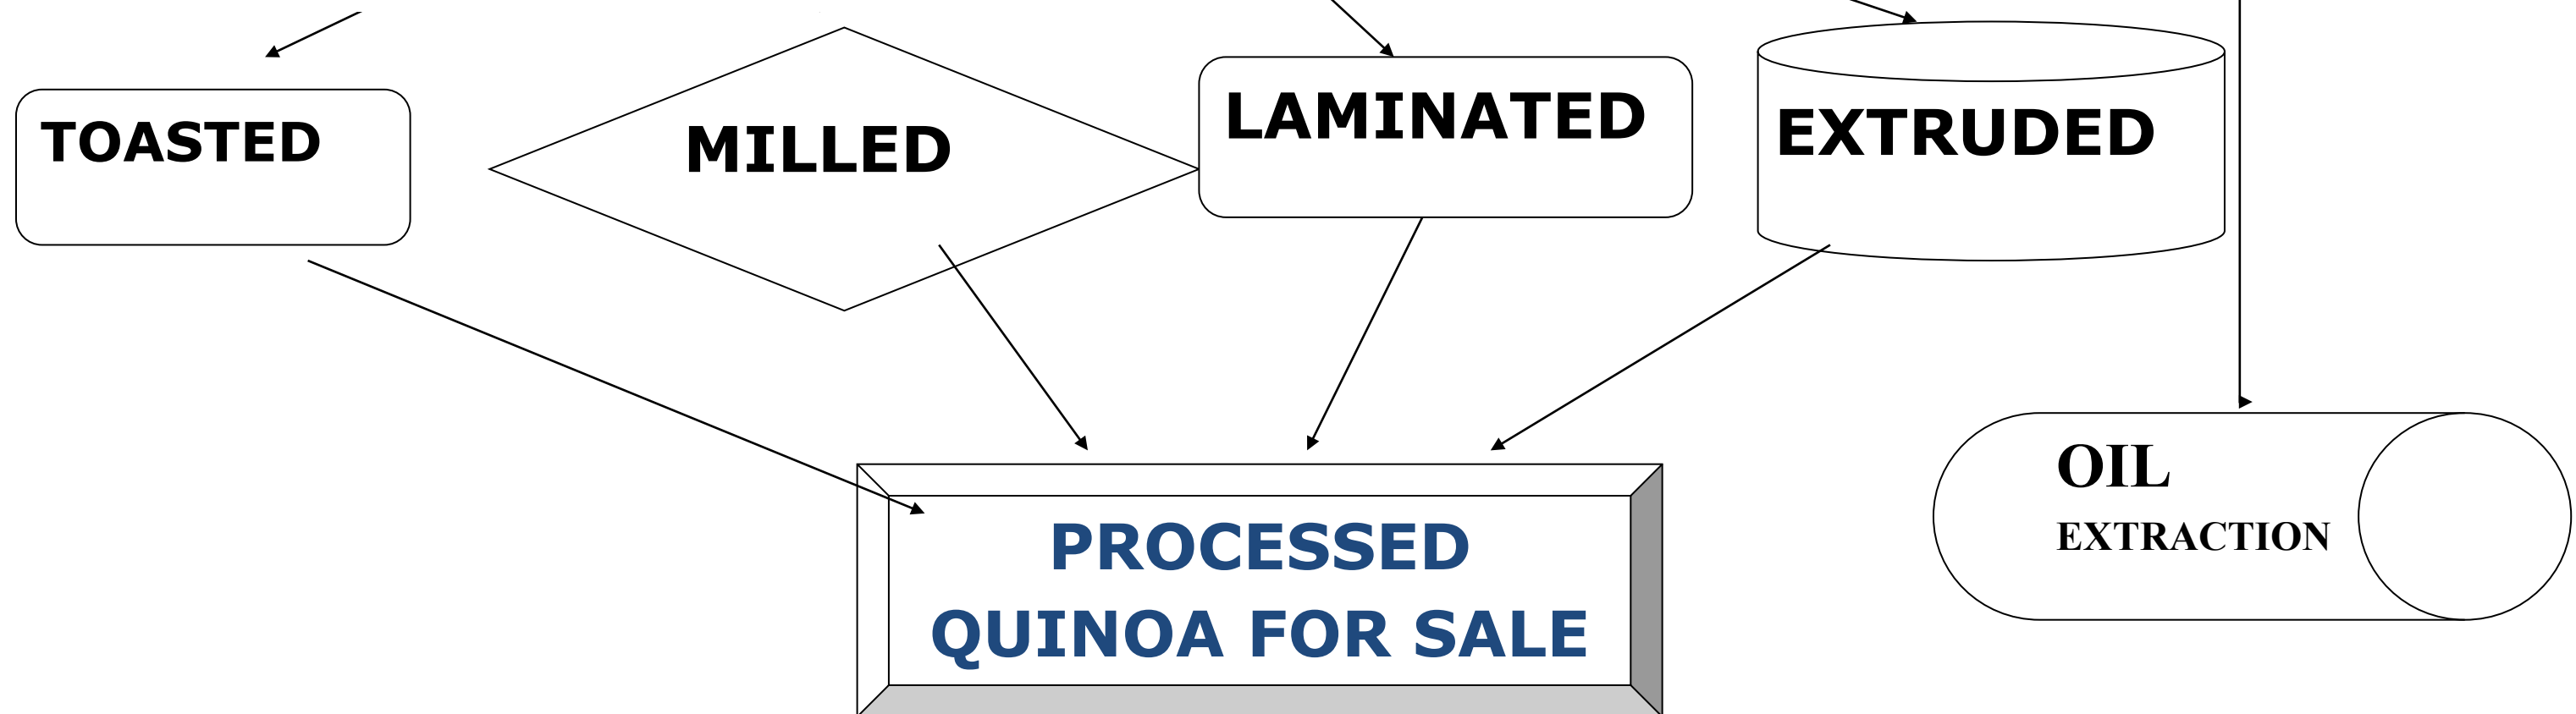 TOASTED
MILLED
LAMINATED
EXTRUDED
OIL
EXTRACTION
PROCESSED
QUINOA FOR SALE